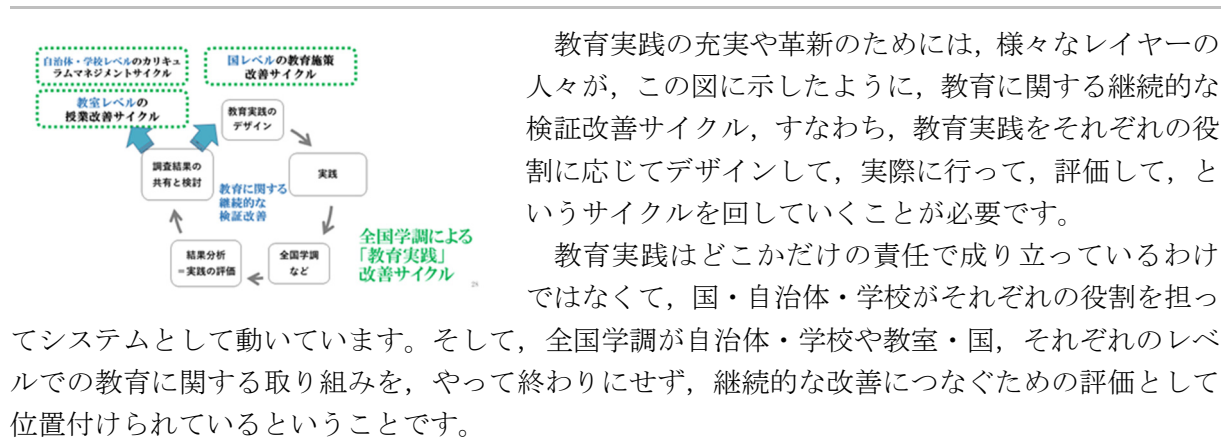 自治体・学校レベルのカリキュ
ラムマネジメントサイクル
国レベルの教育施策
改善サイクル
教室レベルの
授業改善サイクル
教育実践の
デザイン
調査結果の
共有と検討
実践
教育に関する
継続的な
検証改善
結果分析
=実践の評価
全国学調
など
全国学調による
「教育実践」
改善サイクル
28
教育実践の充実や革新のためには,様々なレイヤーの
人々が,この図に示したように,教育に関する継続的な
検証改善サイクル,すなわち,教育実践をそれぞれの役
割に応じてデザインして,実際に行って,評価して,と
いうサイクルを回していくことが必要です。
教育実践はどこかだけの責任で成り立っているわけ
ではなくて,国・自治体・学校がそれぞれの役割を担っ
てシステムとして動いています。そして,全国学調が自治体・学校や教室・国,それぞれのレベ
ルでの教育に関する取り組みを,やって終わりにせず,継続的な改善につなぐための評価として
位置付けられているということです。